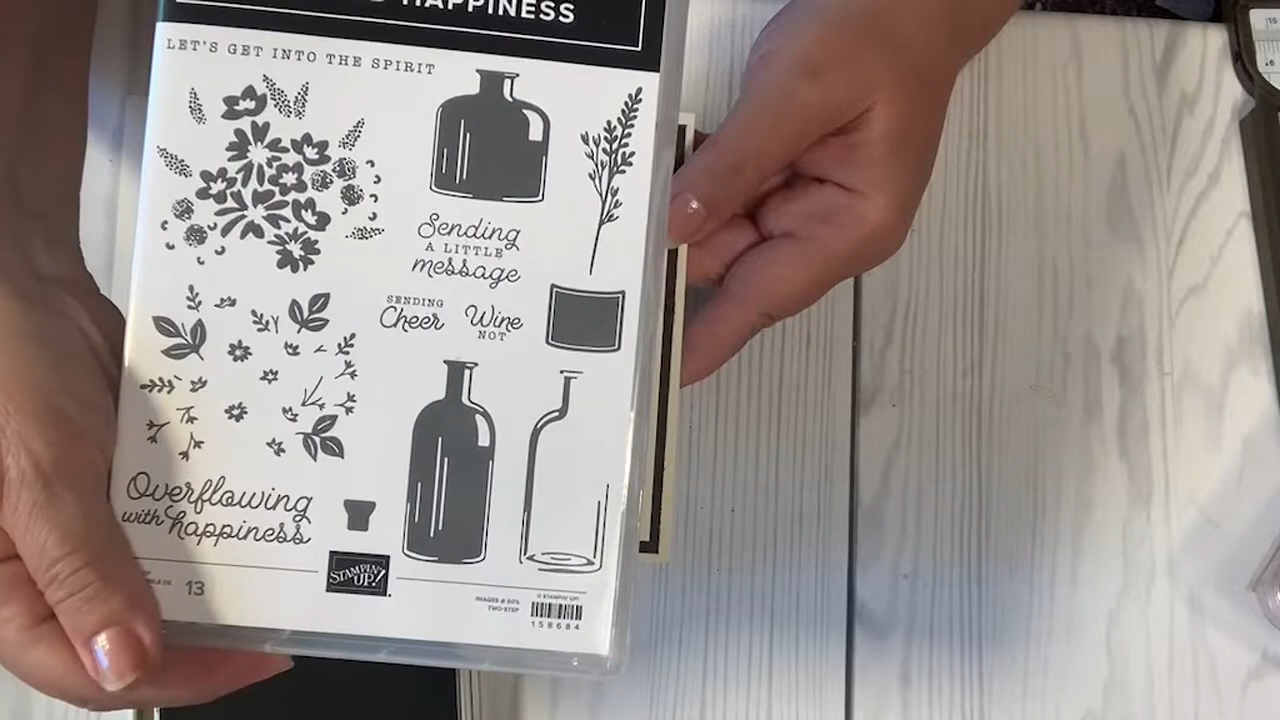 HAPPINESS
LET'S GET INTO THE SPIRIT
Sending
A LITTLE
message
SENDING
Cheer
Wine
NOT
Overflowing
with happiness
13
STAMPIN' UP!
IMAGES @ 50%
TWO-STEP
© STAMPIN' UP!
158684